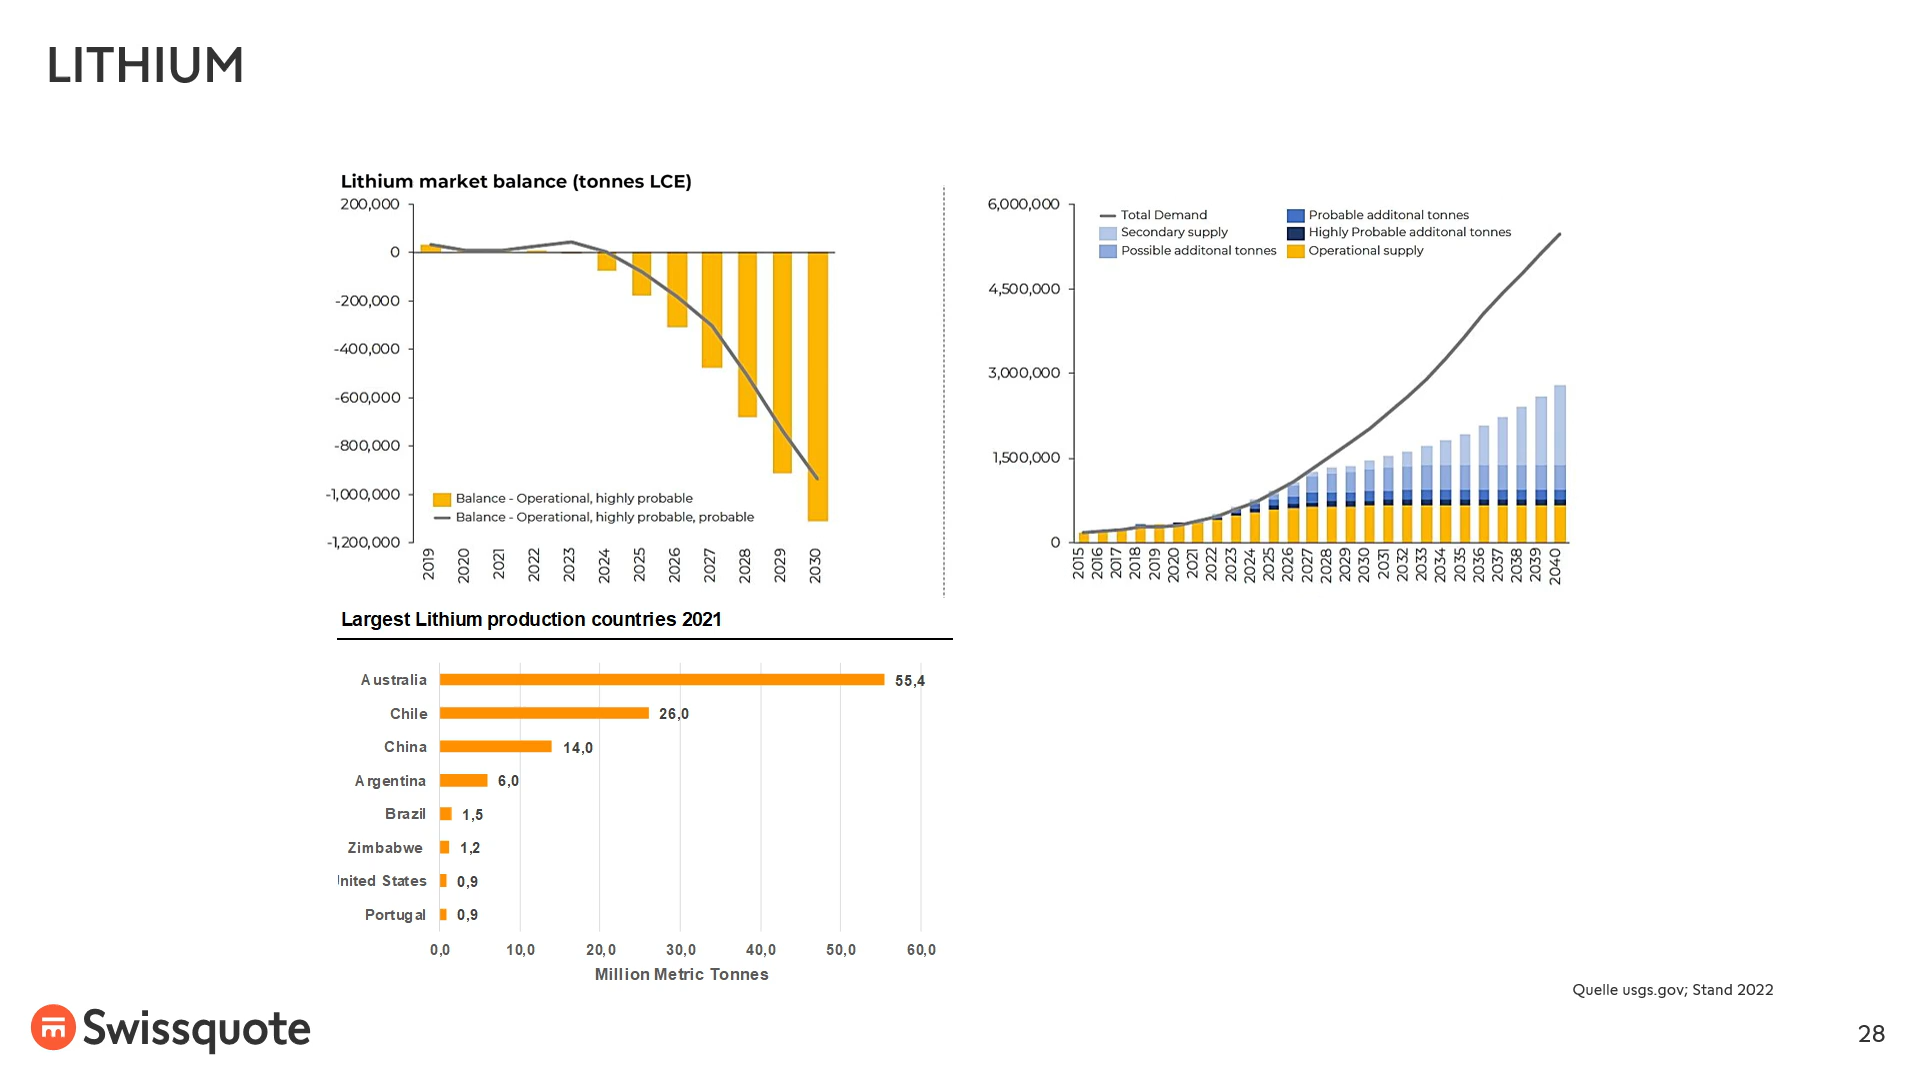 LITHIUM
Lithium market balance (tonnes LCE)
200,000
0
-200,000
-400,000
-600,000
-800,000
-1,000,000
-1,200,000
Balance - Operational, highly probable
Balance - Operational, highly probable, probable
2019 2020 2021 2022 2023 2024 2025 2026 2027 2028 2029 2030
6,000,000
4,500,000
3,000,000
1,500,000
0
Total Demand
Secondary supply
Possible additonal tonnes
Probable additonal tonnes
Highly Probable additonal tonnes
Operational supply
2015 2016 2017 2018 2019 2020 2021 2022 2023 2024 2025 2026 2027 2028 2029 2030 2031 2032 2033 2034 2035 2036 2037 2038 2039 2040
Largest Lithium production countries 2021
Australia 55,4
Chile 26,0
China 14,0
Argentina 6,0
Brazil 1,5
Zimbabwe 1,2
nited States 0,9
Portugal 0,9
0,0 10,0 20,0 30,0 40,0 50,0 60,0
Million Metric Tonnes
Quelle usgs.gov; Stand 2022
Swissquote
28